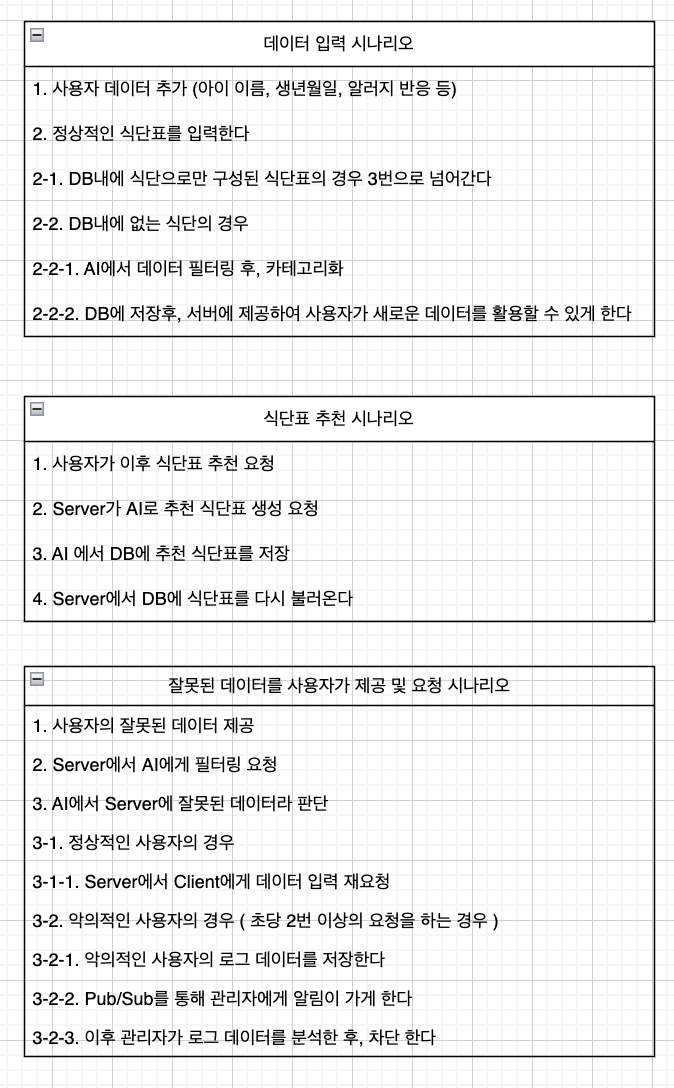 데이터 입력 시나리오
1. 사용자 데이터 추가 (아이 이름, 생년월일, 알러지 반응 등)
2. 정상적인 식단표를 입력한다
2-1. DB내에 식단으로만 구성된 식단표의 경우 3번으로 넘어간다
2-2. DB내에 없는 식단의 경우
2-2-1. AI에서 데이터 필터링 후, 카테고리화
2-2-2. DB에 저장후, 서버에 제공하여 사용자가 새로운 데이터를 활용할 수 있게 한다
식단표 추천 시나리오
1. 사용자가 이후 식단표 추천 요청
2. Server가 AI로 추천 식단표 생성 요청
3. AI 에서 DB에 추천 식단표를 저장
4. Server에서 DB에 식단표를 다시 불러온다
잘못된 데이터를 사용자가 제공 및 요청 시나리오
1. 사용자의 잘못된 데이터 제공
2. Server에서 AI에게 필터링 요청
3. AI에서 Server에 잘못된 데이터라 판단
3-1. 정상적인 사용자의 경우
3-1-1. Server에서 Client에게 데이터 입력 재요청
3-2. 악의적인 사용자의 경우 ( 초당 2번 이상의 요청을 하는 경우 )
3-2-1. 악의적인 사용자의 로그 데이터를 저장한다
3-2-2. Pub/Sub를 통해 관리자에게 알림이 가게 한다
3-2-3. 이후 관리자가 로그 데이터를 분석한 후, 차단 한다